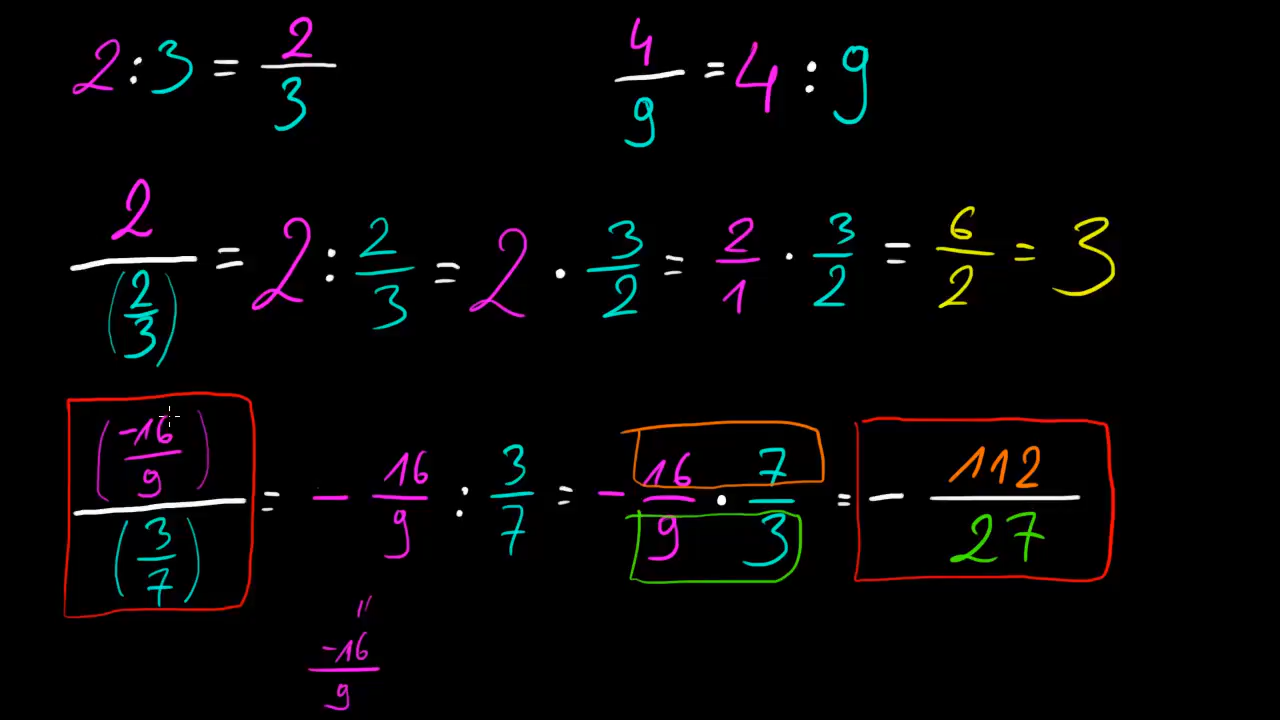 2 : 3 = 2/3    4/9 = 4 : 9
2/(2/3) = 2 : 2/3 = 2 · 3/2 = 2/1 · 3/2 = 6/2 = 3
(-16/9)/(3/7) = - 16/9 : 3/7 = - 16/9 · 7/3 = - 112/27
"
-16/9